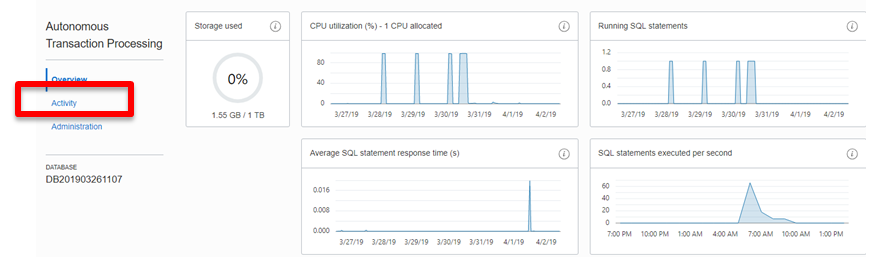 Autonomous
Transaction Processing
Overview
Activity
Administration
DATABASE
DB201903261107
Storage used
i
0%
1.55 GB / 1 TB
CPU utilization (%) - 1 CPU allocated
i
80
40
0
3/27/19 3/28/19 3/29/19 3/30/19 3/31/19 4/1/19 4/2/19
Running SQL statements
i
1.2
0.8
0.4
0.0
3/27/19 3/28/19 3/29/19 3/30/19 3/31/19 4/1/19 4/2/19
Average SQL statement response time (s)
i
0.016
0.008
0.000
3/27/19 3/28/19 3/29/19 3/30/19 3/31/19 4/1/19 4/2/19
SQL statements executed per second
i
60
40
20
0
7:00 PM 10:00 PM 1:00 AM 4:00 AM 7:00 AM 10:00 AM 1:00 PM